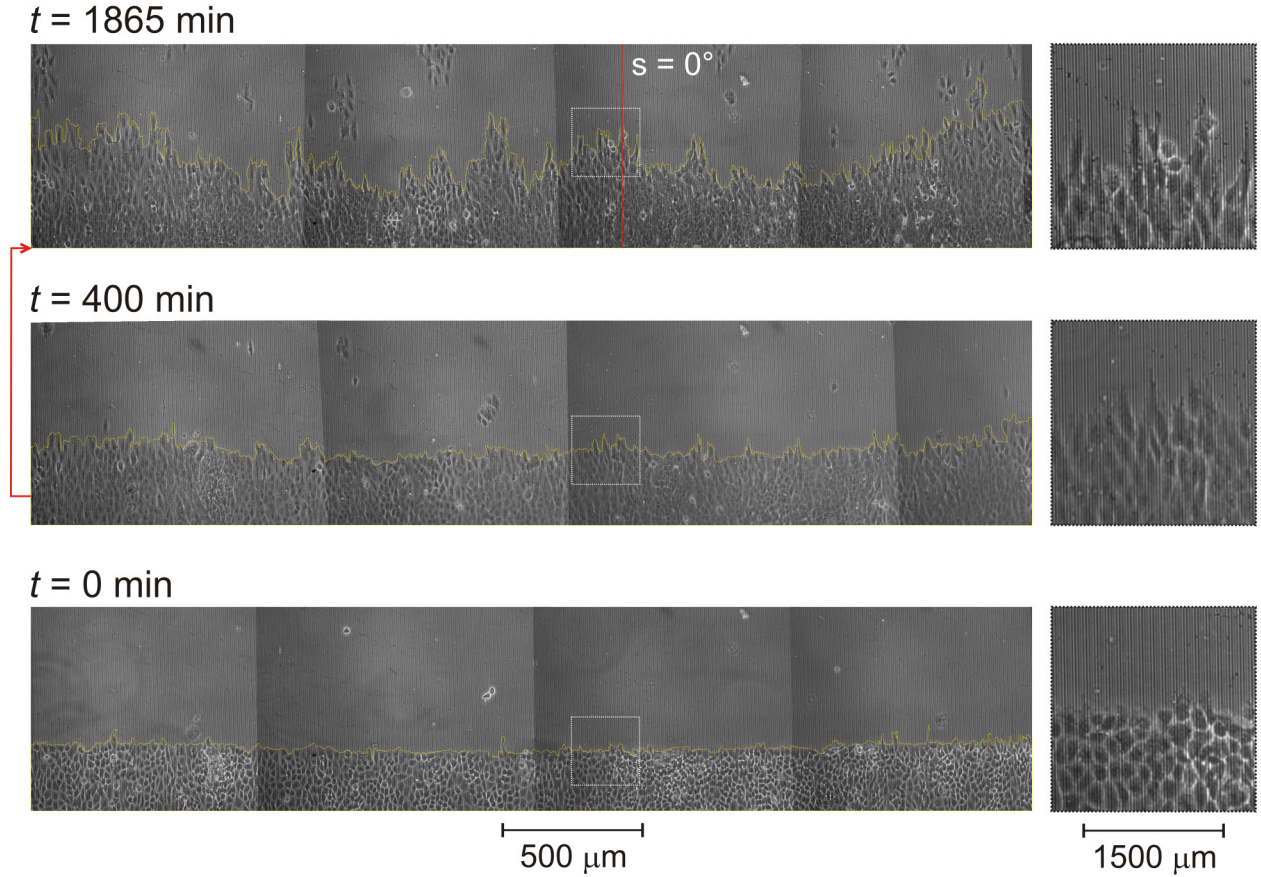 t = 1865 min
s = 0°
t = 400 min
t = 0 min
500 μm
1500 μm